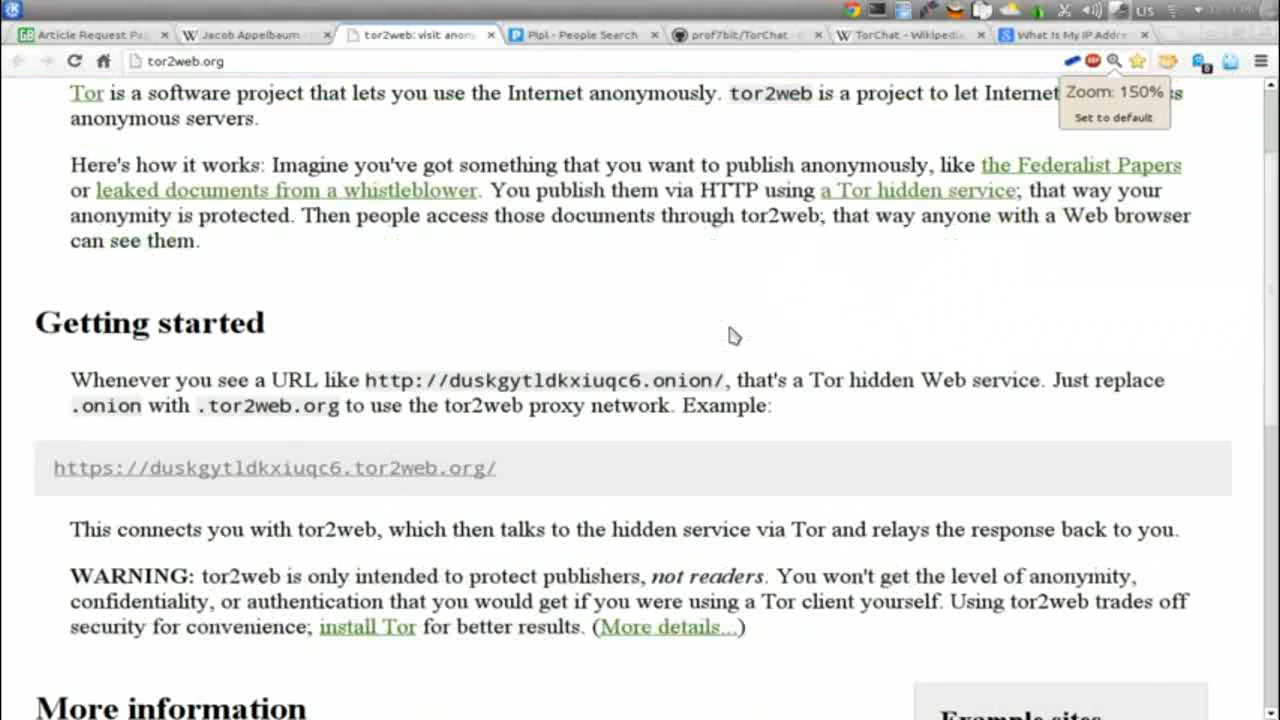 US
Article Request Pa
Jacob Appelbaum
tor2web: visit anon
Pipl - People Search
prof7bit/TorChat
TorChat - Wikipedi
What Is My IP Addre
tor2web.org
Zoom: 150%
Set to default
Tor is a software project that lets you use the Internet anonymously. tor2web is a project to let Internet
anonymous servers.
Here's how it works: Imagine you've got something that you want to publish anonymously, like the Federalist Papers
or leaked documents from a whistleblower. You publish them via HTTP using a Tor hidden service; that way your
anonymity is protected. Then people access those documents through tor2web; that way anyone with a Web browser
can see them.
Getting started
Whenever you see a URL like http://duskgytldkxiuqc6.onion/, that's a Tor hidden Web service. Just replace
.onion with .tor2web.org to use the tor2web proxy network. Example:
https://duskgytldkxiuqc6.tor2web.org/
This connects you with tor2web, which then talks to the hidden service via Tor and relays the response back to you.
WARNING: tor2web is only intended to protect publishers, not readers. You won't get the level of anonymity,
confidentiality, or authentication that you would get if you were using a Tor client yourself. Using tor2web trades off
security for convenience; install Tor for better results. (More details...)
More information
Example sites